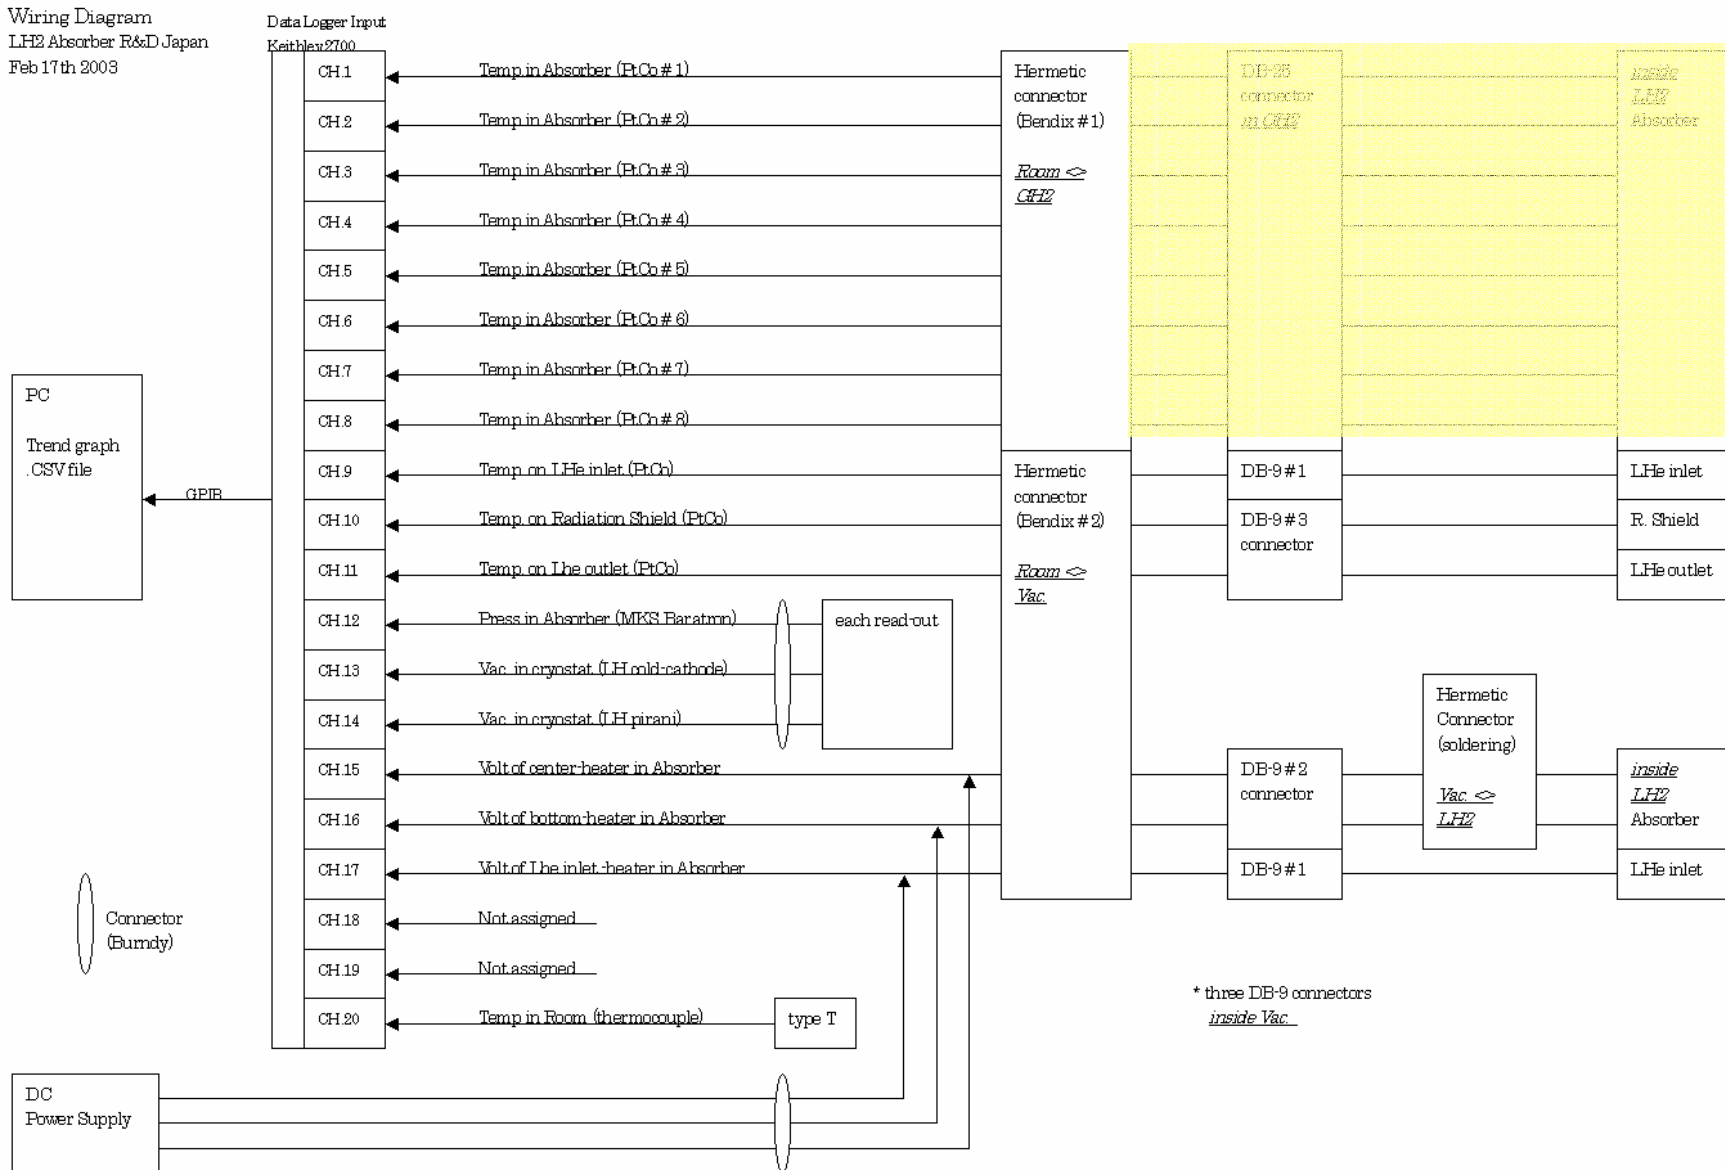 Wiring Diagram
LH2 Absorber R&D Japan
Feb 17th 2003
Data Logger Input
Keithley2700
CH.1
Temp. in Absorber (PtCo # 1)
CH.2
Temp in Absorber (PtCo # 2)
CH.3
Temp in Absorber (PtCo # 3)
CH.4
Temp in Absorber (PtCo # 4)
CH.5
Temp in Absorber (PtCo # 5)
CH.6
Temp in Absorber (PtCo # 6)
CH.7
Temp in Absorber (PtCo # 7)
CH.8
Temp in Absorber (PtCo # 8)
CH.9
Temp. on LHe inlet (PtCo)
CH.10
Temp. on Radiation Shield (PtCo)
CH.11
Temp. on Lhe outlet (PtCo)
CH.12
Press in Absorber (MKS Baratron)
CH.13
Vac. in cryostat (LH cold-cathode)
CH.14
Vac. in cryostat (LH pirani)
CH.15
Volt of center-heater in Absorber
CH.16
Volt of bottom-heater in Absorber
CH.17
Volt of Lhe inlet -heater in Absorber
CH.18
Not assigned
CH.19
Not assigned
CH.20
Temp in Room (thermocouple)
type T
each read-out
Hermetic
connector
(Bendix # 1)
Room <>
GH2
DB-25
connector
in GH2
inside
LH2
Absorber
Hermetic
connector
(Bendix # 2)
Room <>
Vac.
DB-9 #1
DB-9 #3
connector
LHe inlet
R. Shield
LHe outlet
Hermetic
Connector
(soldering)
Vac. <>
LH2
DB-9 #2
connector
DB-9 #1
inside
LH2
Absorber
LHe inlet
PC
Trend graph
.CSV file
GPIB
Connector
(Burndy)
* three DB-9 connectors
inside Vac.
DC
Power Supply